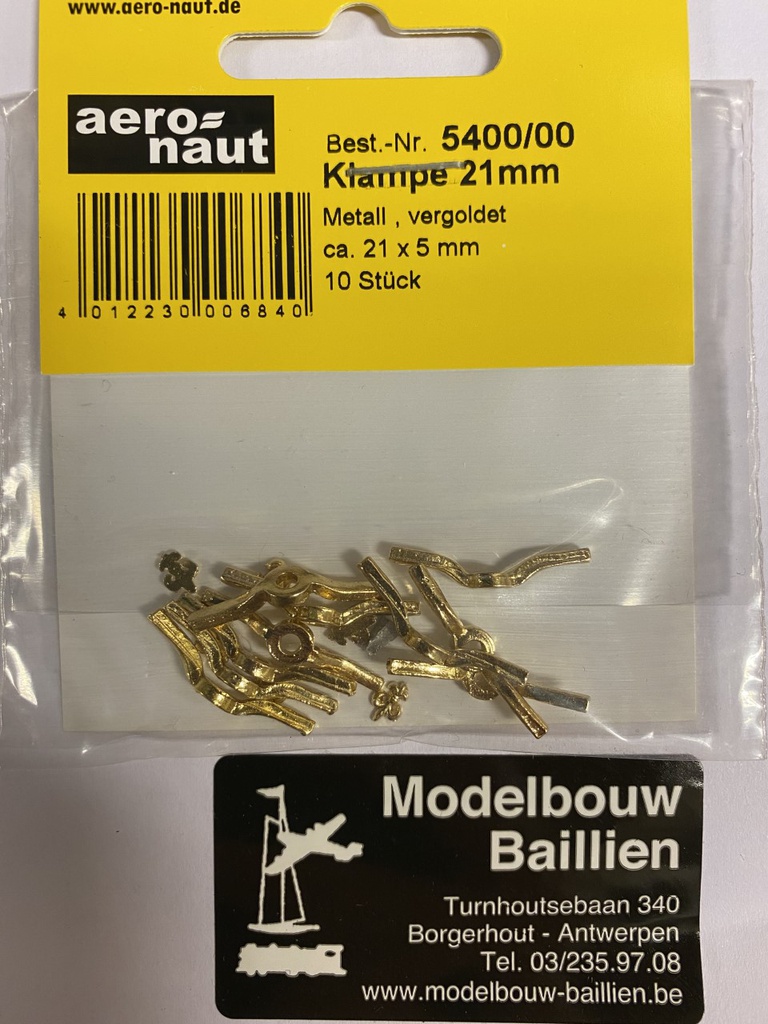 www.aero-naut.de
aero-
naut
Best.-Nr. 5400/00
Klampe 21mm
Metall , vergoldet
ca. 21 x 5 mm
10 Stück
4 012230 006840
Modelbouw
Baillien
Turnhoutsebaan 340
Borgerhout - Antwerpen
Tel. 03/235.97.08
www.modelbouw-baillien.be